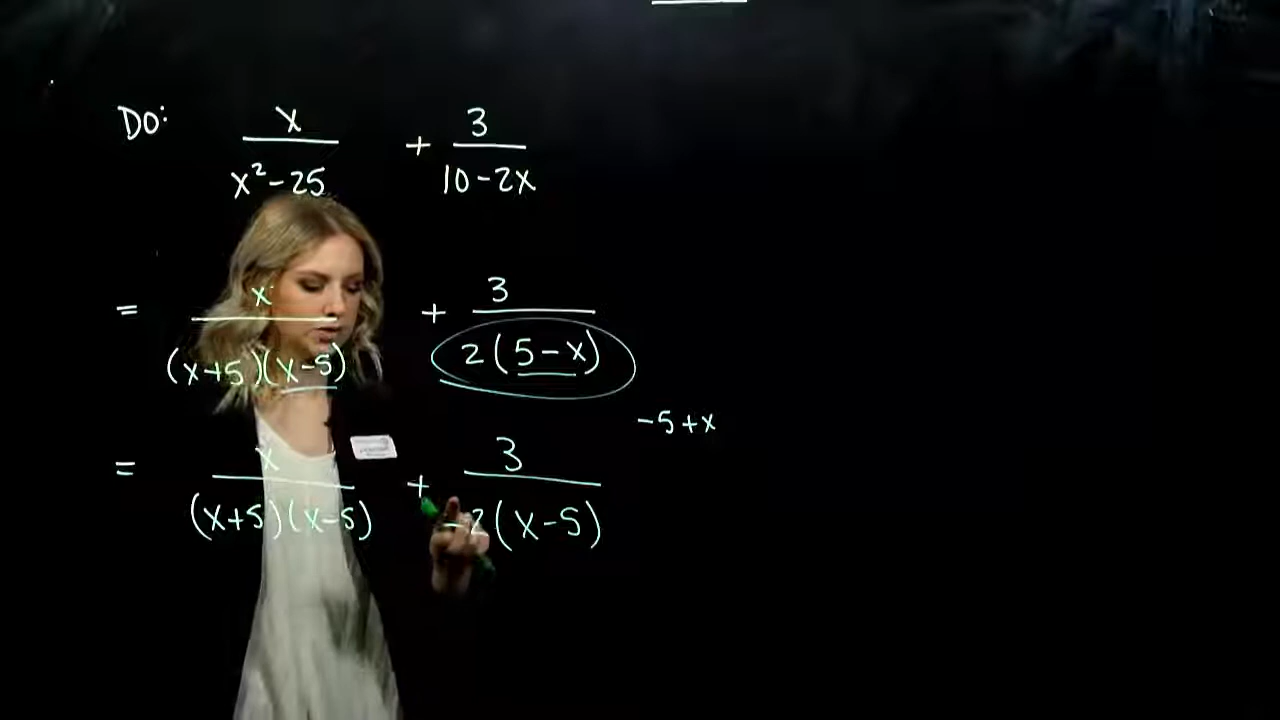 DO: x/(x²-25) + 3/(10-2x)
= x/((x+5)(x-5)) + 3/(2(5-x))
-5+x
= x/((x+5)(x-5)) + 3/(-2(x-5))